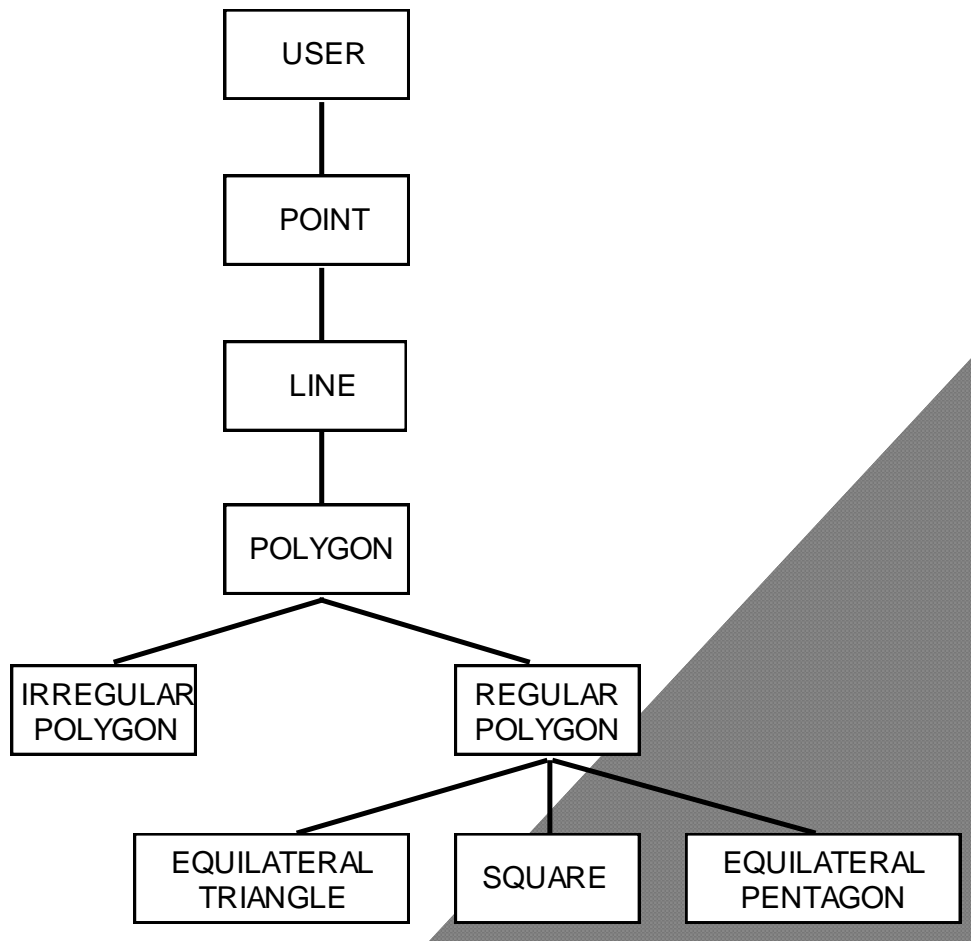 USER
POINT
LINE
POLYGON
IRREGULAR
POLYGON
REGULAR
POLYGON
EQUILATERAL
TRIANGLE
SQUARE
EQUILATERAL
PENTAGON